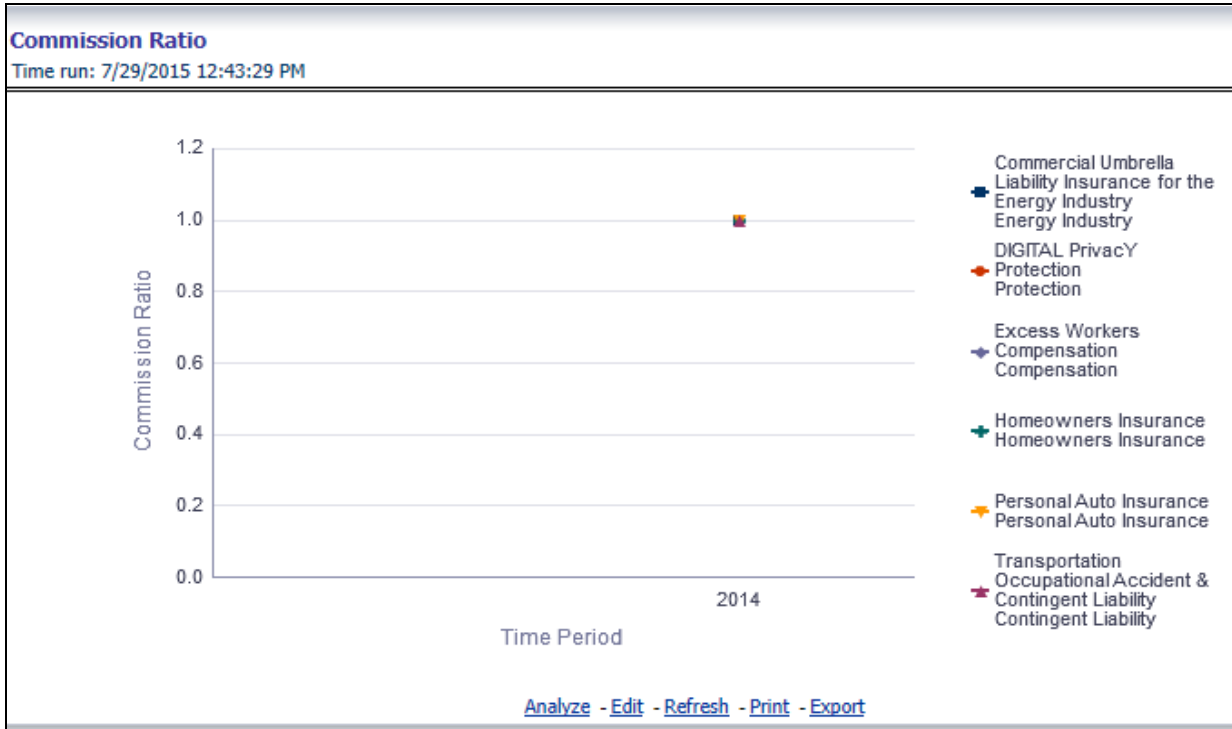 Commission Ratio
Time run: 7/29/2015 12:43:29 PM
1.2
1.0
0.8
0.6
0.4
0.2
0.0
Commission Ratio
2014
Time Period
Commercial Umbrella
Liability Insurance for the
Energy Industry
Energy Industry
DIGITAL PrivacY
Protection
Protection
Excess Workers
Compensation
Compensation
Homeowners Insurance
Homeowners Insurance
Personal Auto Insurance
Personal Auto Insurance
Transportation
Occupational Accident &
Contingent Liability
Contingent Liability
Analyze - Edit - Refresh - Print - Export